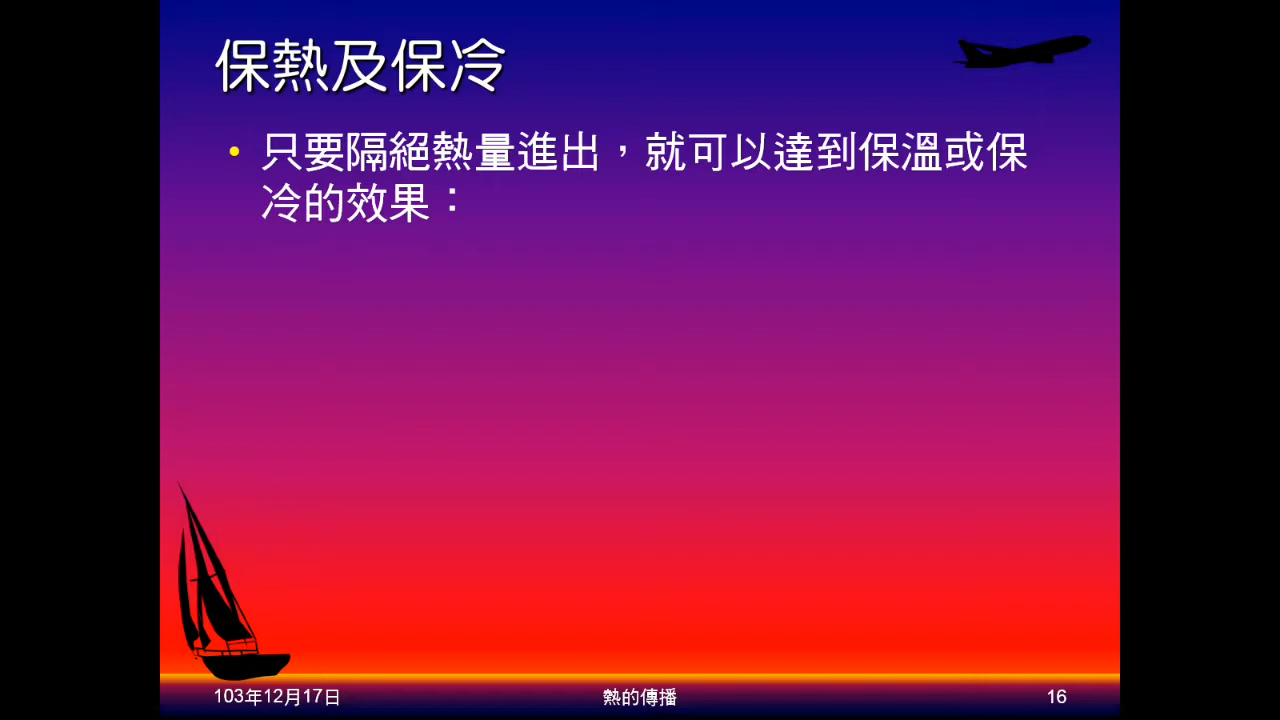 保熱及保冷
• 只要隔絕熱量進出，就可以達到保溫或保
冷的效果：
103年12月17日
熱的傳播
16